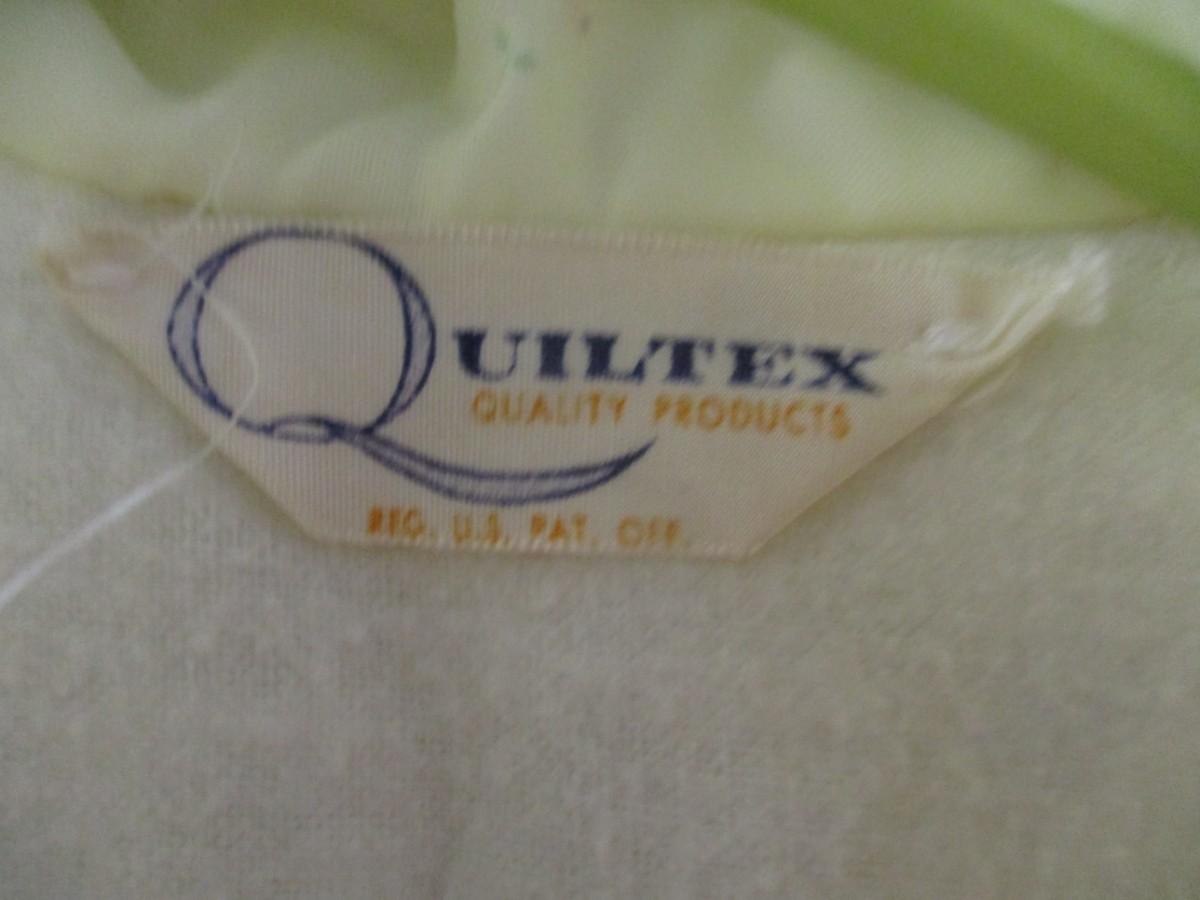 QUILTEX
QUALITY PRODUCTS
REG. U.S. PAT. OFF.